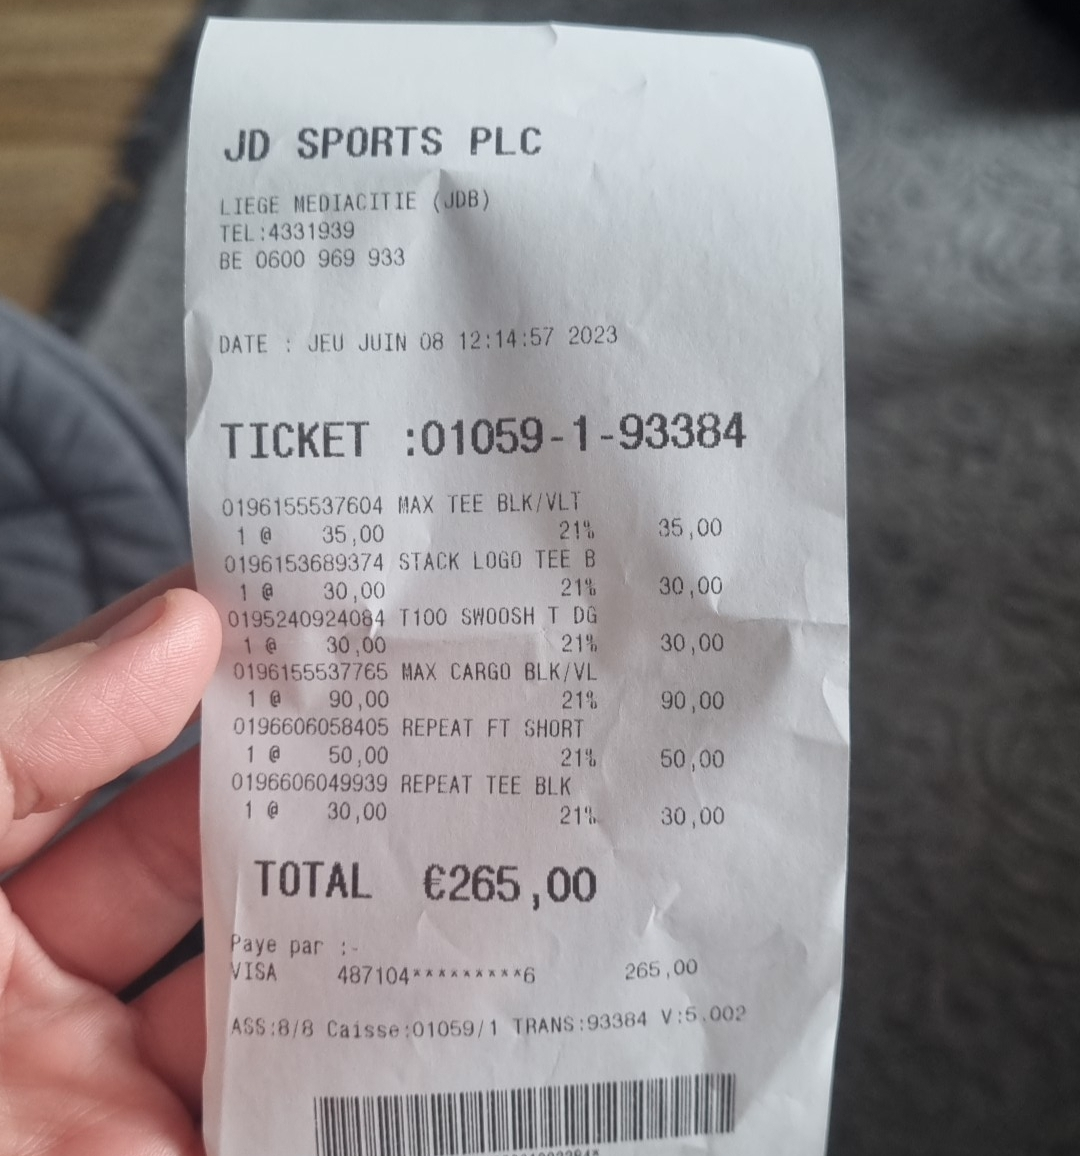 JD SPORTS PLC
LIEGE MEDIACITIE (JDB)
TEL:4331939
BE 0600 969 933
DATE : JEU JUIN 08 12:14:57 2023
TICKET :01059-1-93384
0196155537604 MAX TEE BLK/VLT
1 @ 35,00 21% 35,00
0196153689374 STACK LOGO TEE B
1 @ 30,00 21% 30,00
0195240924084 T100 SWOOSH T DG
1 @ 30,00 21% 30,00
0196155537765 MAX CARGO BLK/VL
1 @ 90,00 21% 90,00
0196606058405 REPEAT FT SHORT
1 @ 50,00 21% 50,00
0196606049939 REPEAT TEE BLK
1 @ 30,00 21% 30,00
TOTAL €265,00
Paye par :-
VISA 487104*********6 265,00
ASS:8/8 Caisse:01059/1 TRANS:93384 V:5.002